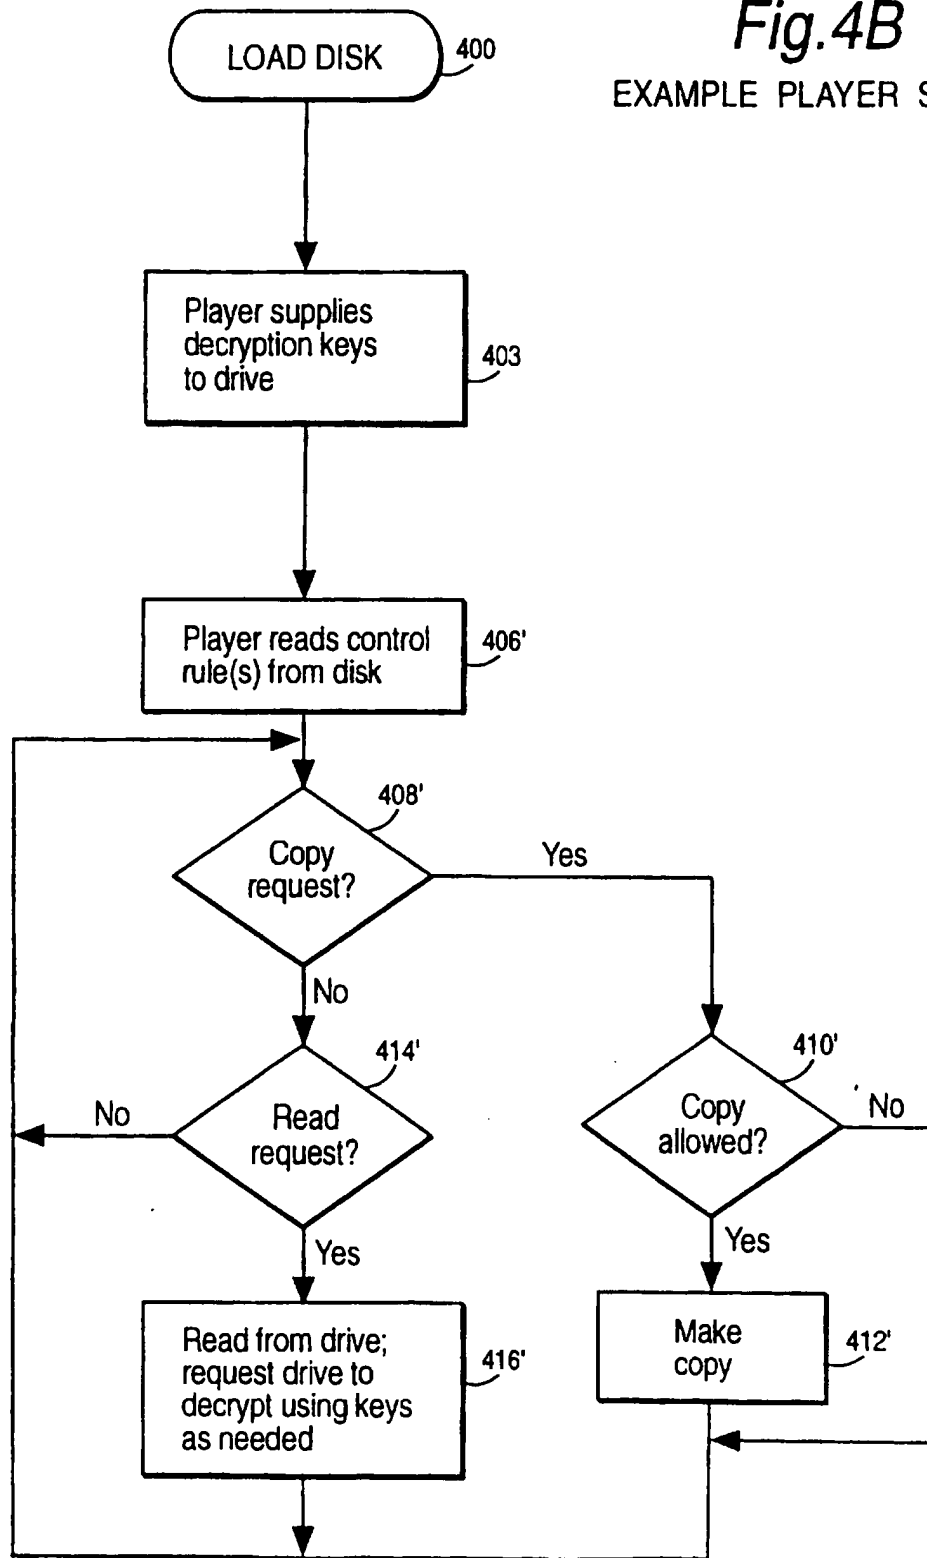 Fig.4B
EXAMPLE PLAYER S
LOAD DISK
400
Player supplies
decryption keys
to drive
403
Player reads control
rule(s) from disk
406'
Copy
request?
408'
Yes
No
Read
request?
414'
No
Yes
Copy
allowed?
410'
No
Yes
Read from drive;
request drive to
decrypt using keys
as needed
416'
Make
copy
412'